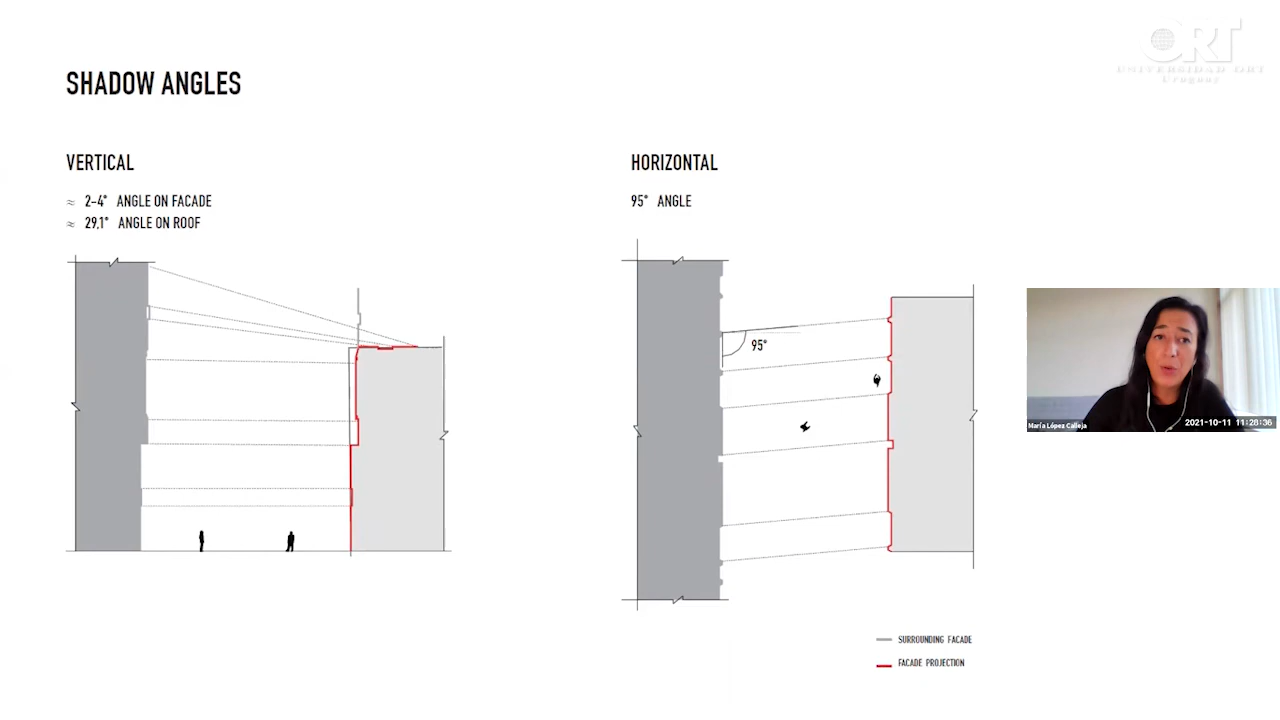 ORT
UNIVERSIDAD ORT
Uruguay
SHADOW ANGLES
VERTICAL
≈ 2-4° ANGLE ON FACADE
≈ 29,1° ANGLE ON ROOF
HORIZONTAL
95° ANGLE
95°
María López Calleja
2021-10-11 11:28:36
SURROUNDING FACADE
FACADE PROJECTION